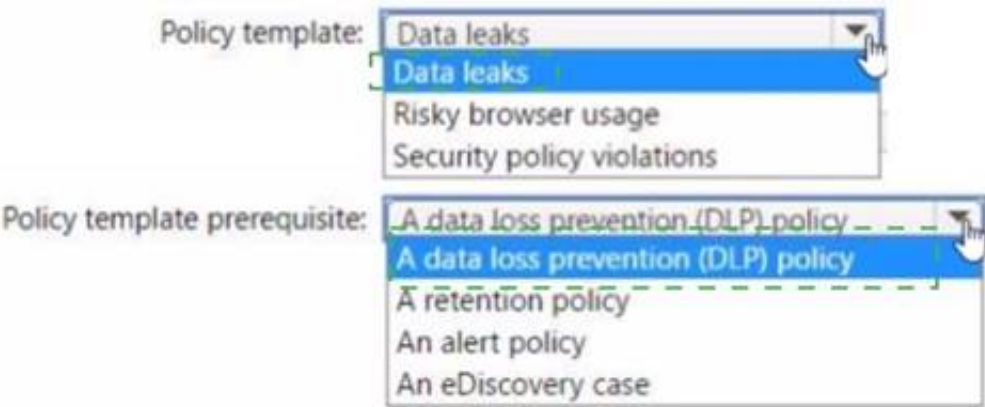 Policy template: Data leaks
Data leaks
Risky browser usage
Security policy violations
Policy template prerequisite: A data loss prevention (DLP) policy
A data loss prevention (DLP) policy
A retention policy
An alert policy
An eDiscovery case